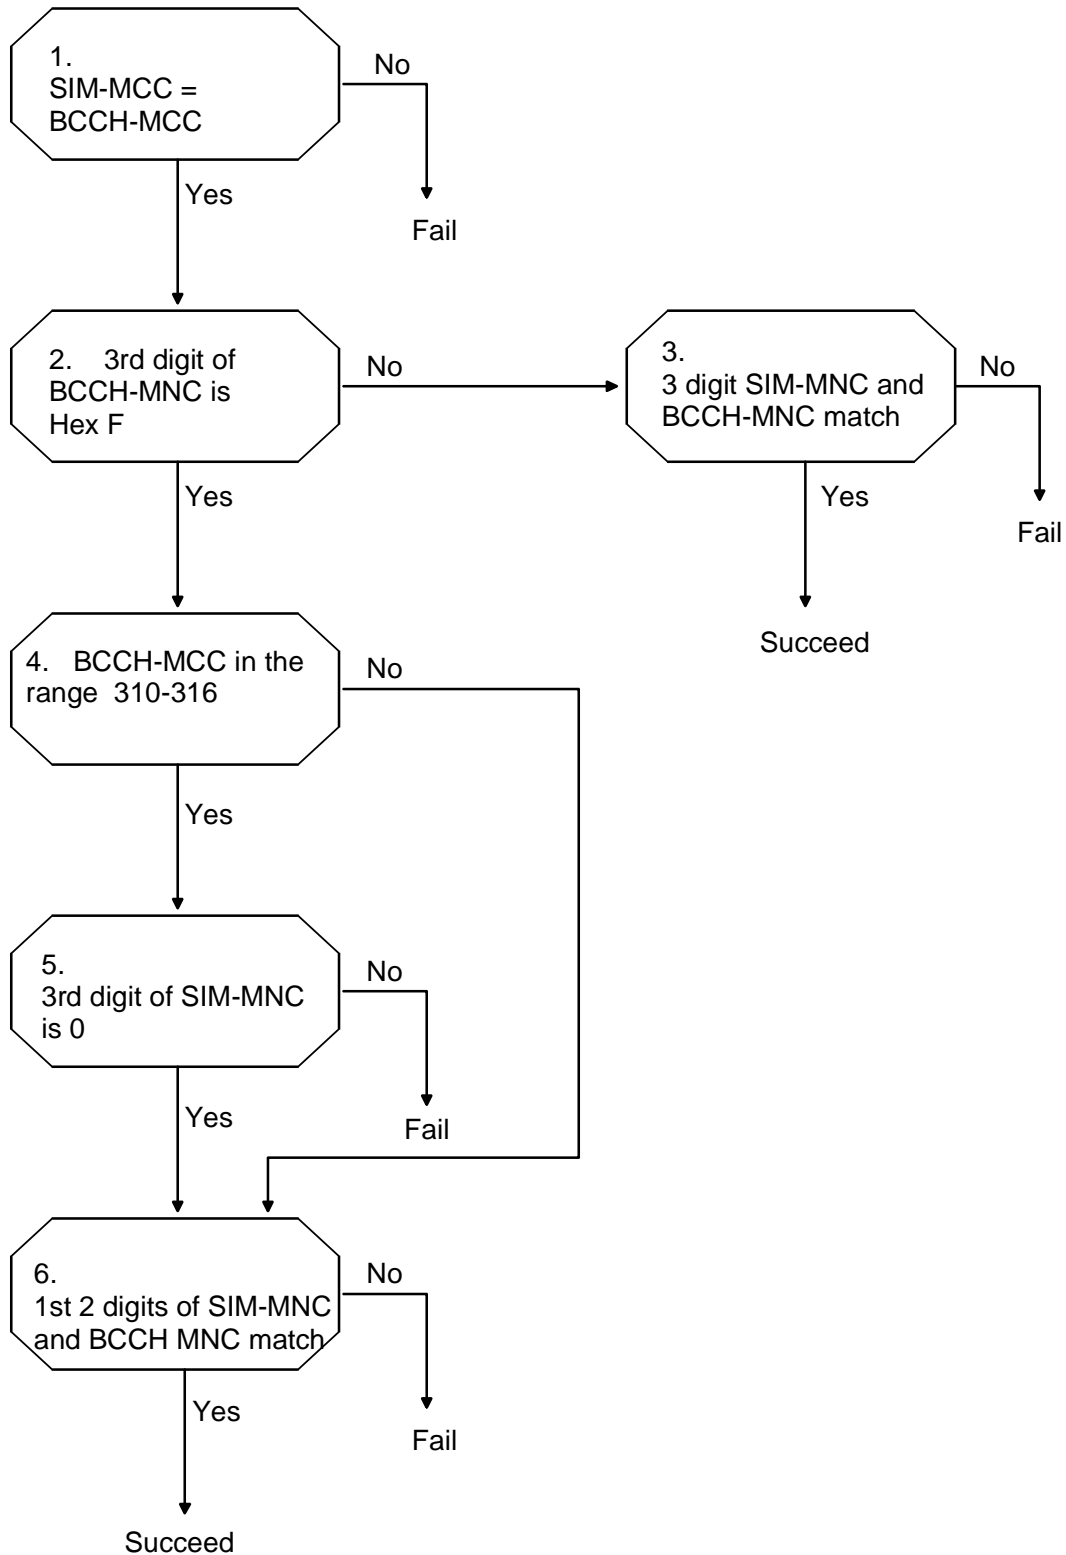 1.
SIM-MCC =
BCCH-MCC
No
Yes
Fail
2. 3rd digit of
BCCH-MNC is
Hex F
No
3.
3 digit SIM-MNC and
BCCH-MNC match
No
Yes
Yes
Fail
Succeed
4. BCCH-MCC in the
range 310-316
No
Yes
5.
3rd digit of SIM-MNC
is 0
No
Yes
Fail
6.
1st 2 digits of SIM-MNC
and BCCH MNC match
No
Yes
Fail
Succeed